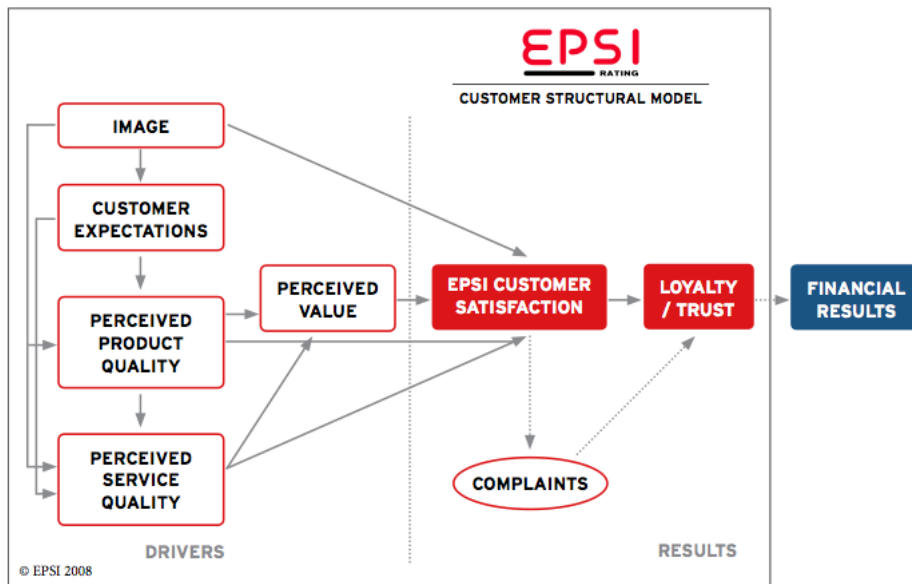 EPSI
RATING
CUSTOMER STRUCTURAL MODEL
IMAGE
CUSTOMER
EXPECTATIONS
PERCEIVED
PRODUCT
QUALITY
PERCEIVED
SERVICE
QUALITY
PERCEIVED
VALUE
EPSI CUSTOMER
SATISFACTION
LOYALTY
/ TRUST
FINANCIAL
RESULTS
COMPLAINTS
DRIVERS
RESULTS
© EPSI 2008